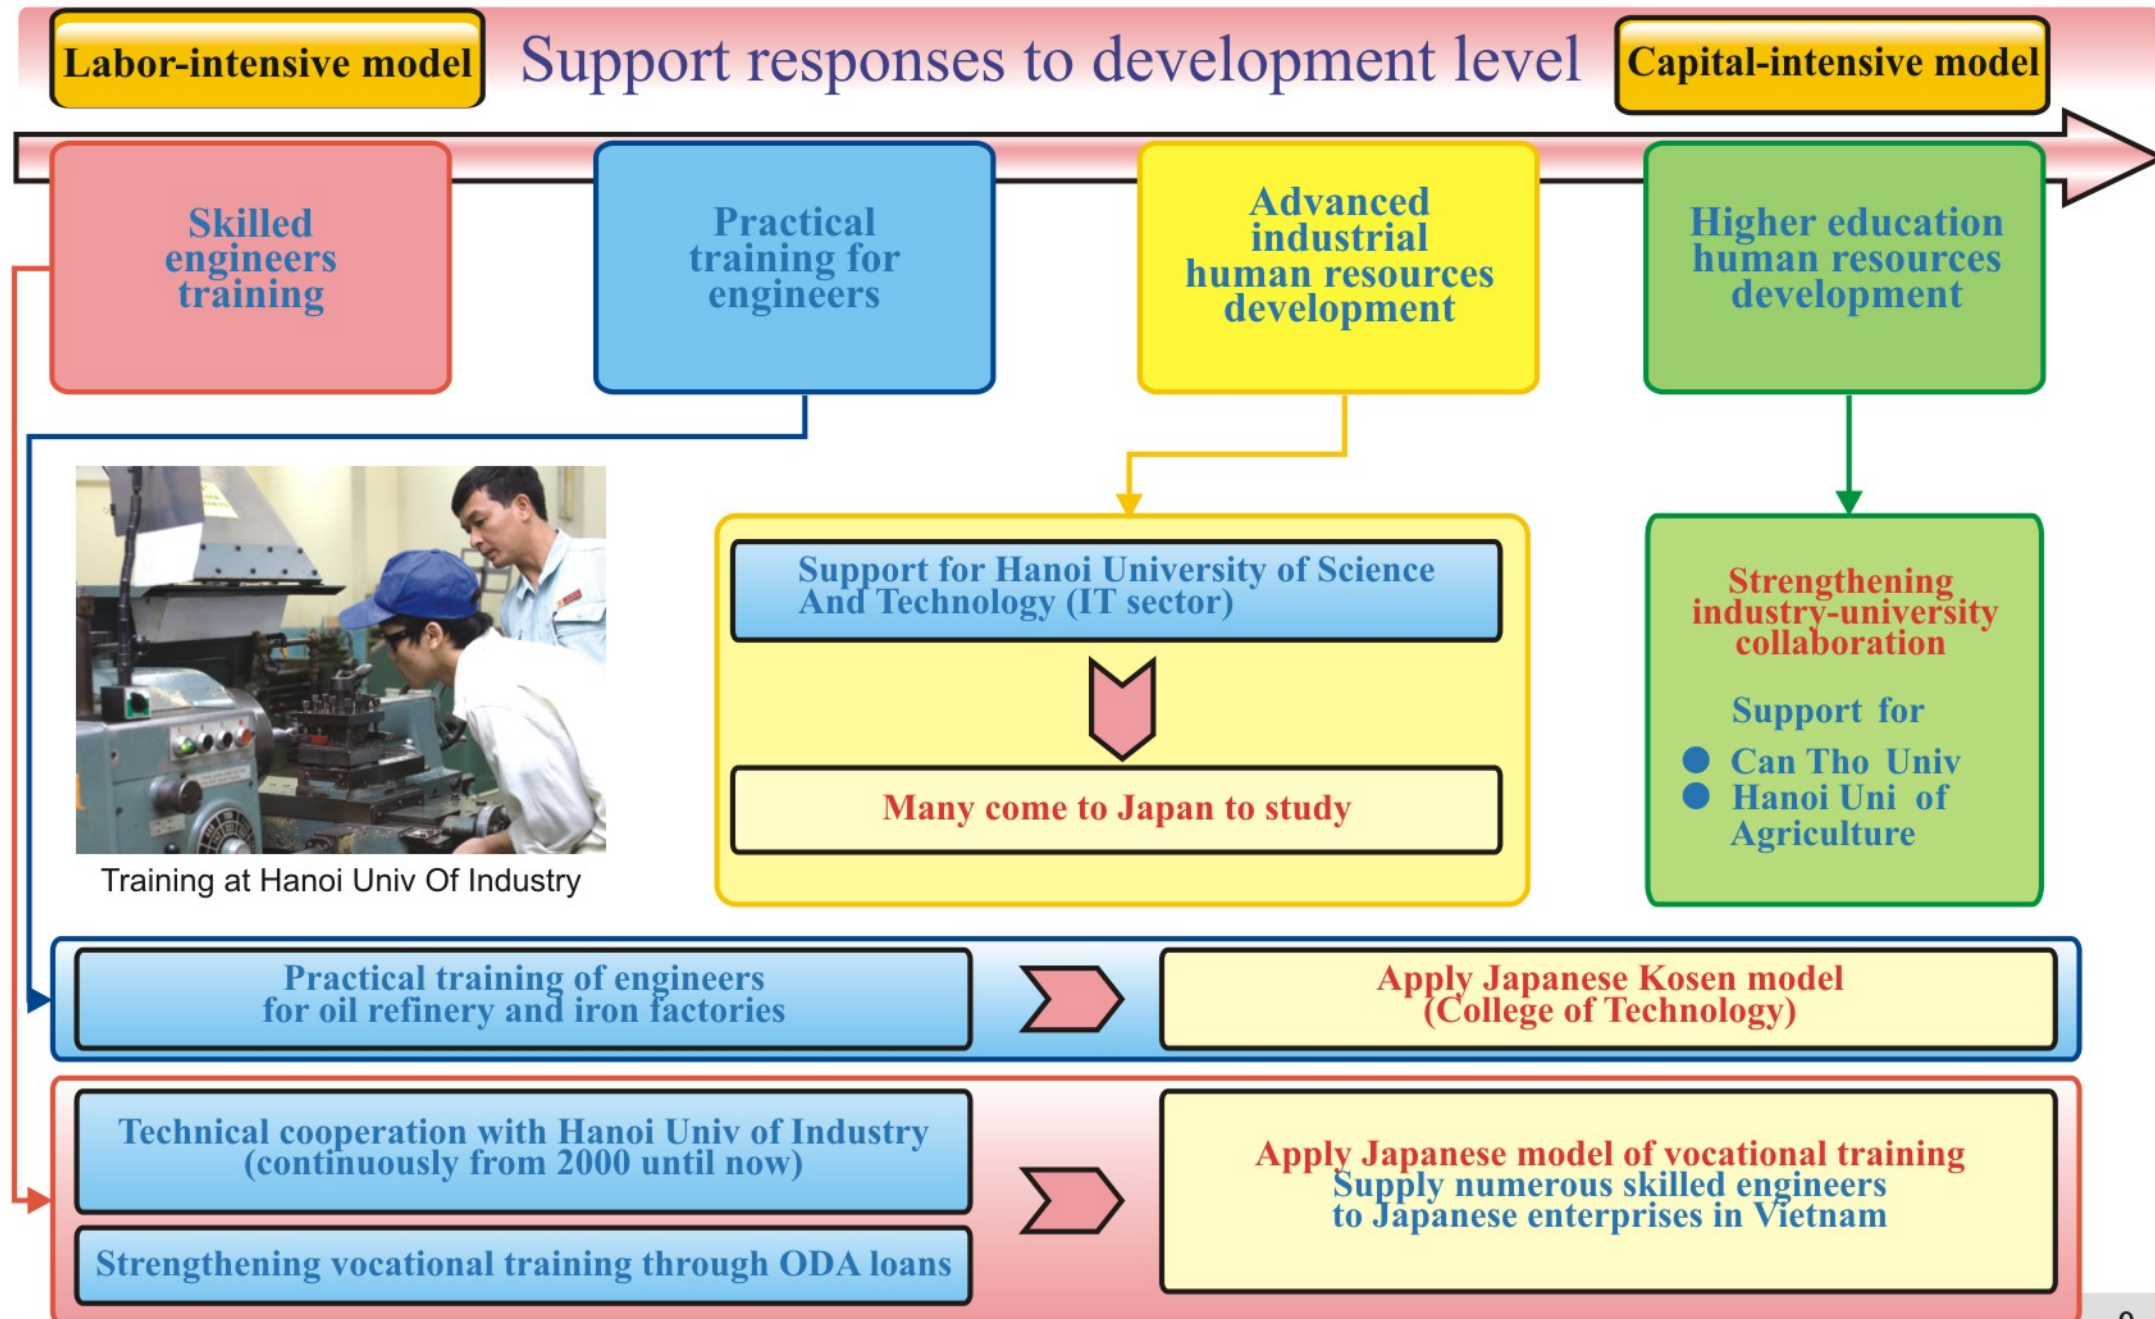 Labor-intensive model
Support responses to development level
Capital-intensive model
Skilled
engineers
training
Practical
training for
engineers
Advanced
industrial
human resources
development
Higher education
human resources
development
Training at Hanoi Univ Of Industry
Support for Hanoi University of Science
And Technology (IT sector)
Many come to Japan to study
Strengthening
industry-university
collaboration
Support for
● Can Tho Univ
● Hanoi Uni of
Agriculture
Practical training of engineers
for oil refinery and iron factories
Apply Japanese Kosen model
(College of Technology)
Technical cooperation with Hanoi Univ of Industry
(continuously from 2000 until now)
Strengthening vocational training through ODA loans
Apply Japanese model of vocational training
Supply numerous skilled engineers
to Japanese enterprises in Vietnam